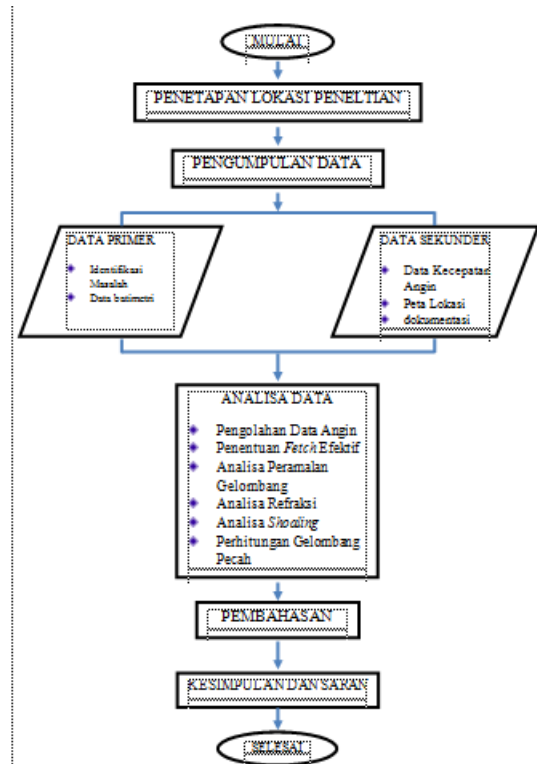 MULAI
PENETAPAN LOKASI PENELTIAN
PENGUMPULAN DATA
DATA PRIMER
Identifikasi
Masalah
Data batimetri
DATA SEKUNDER
Data Kecepatan
Angin
Peta Lokasi
dokumentasi
ANALISA DATA
Pengolahan Data Angin
Penentuan Fetch Efektif
Analisa Peramalan
Gelombang
Analisa Refraksi
Analisa Shoaling
Perhitungan Gelombang
Pecah
PEMBAHASAN
KESIMPULAN DAN SARAN
SELESAI